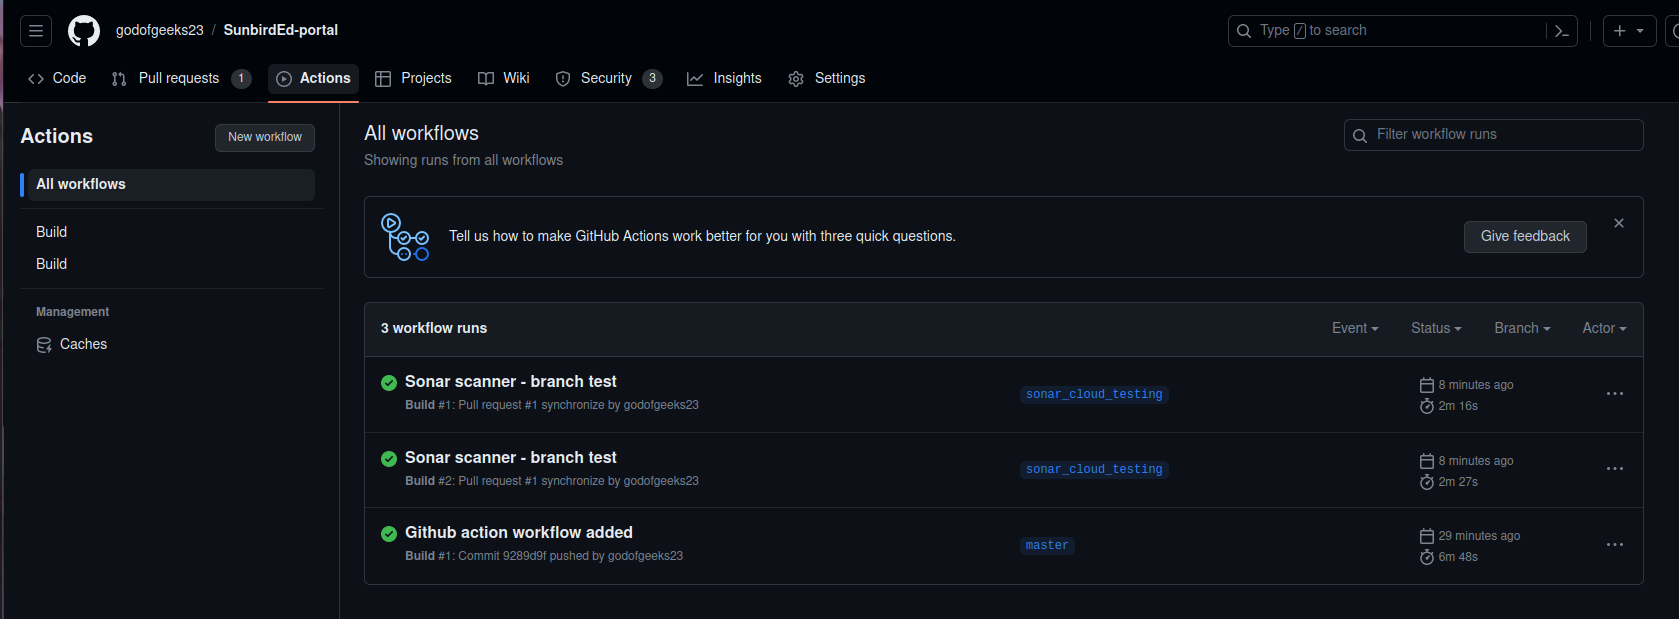 godofgeeks23 / SunbirdEd-portal
Type / to search
Code
Pull requests 1
Actions
Projects
Wiki
Security 3
Insights
Settings
Actions
New workflow
All workflows
Build
Build
Management
Caches
All workflows
Showing runs from all workflows
Filter workflow runs
Tell us how to make GitHub Actions work better for you with three quick questions.
Give feedback
3 workflow runs
Event
Status
Branch
Actor
Sonar scanner - branch test
Build #1: Pull request #1 synchronize by godofgeeks23
sonar_cloud_testing
8 minutes ago
2m 16s
Sonar scanner - branch test
Build #2: Pull request #1 synchronize by godofgeeks23
sonar_cloud_testing
8 minutes ago
2m 27s
Github action workflow added
Build #1: Commit 9289d9f pushed by godofgeeks23
master
29 minutes ago
6m 48s